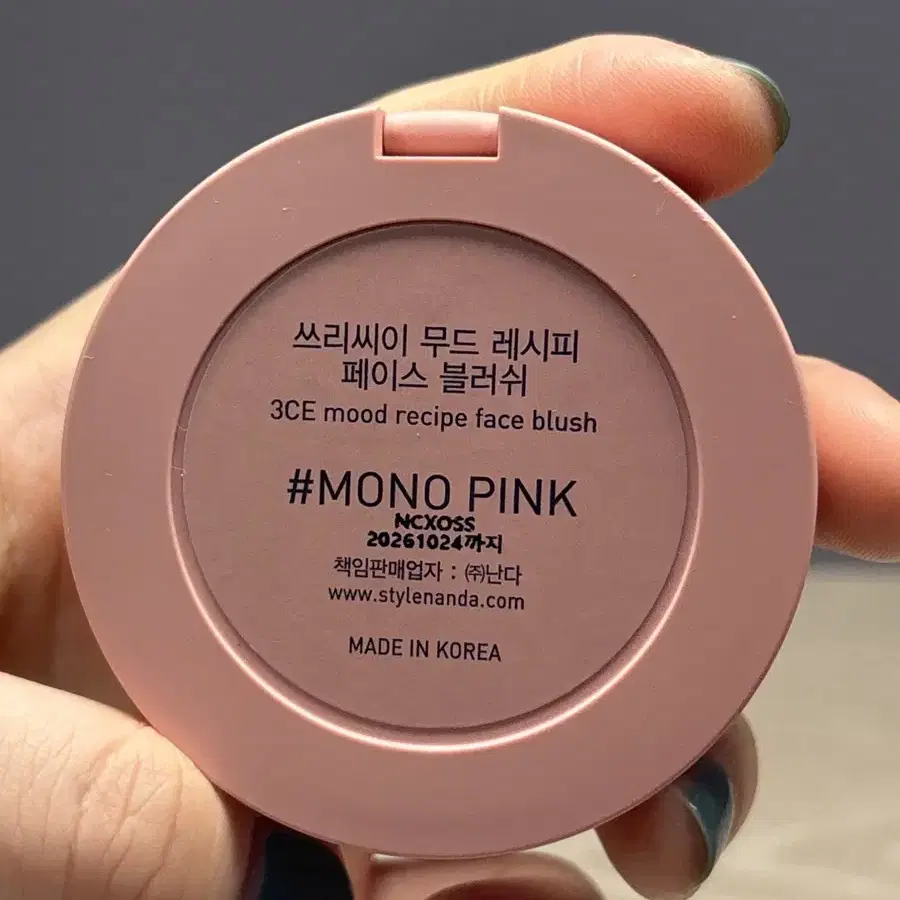 쓰리씨이 무드 레시피
페이스 블러쉬
3CE mood recipe face blush
#MONO PINK
NCXOSS
20261024까지
책임판매업자 : ㈜난다
www.stylenanda.com
MADE IN KOREA